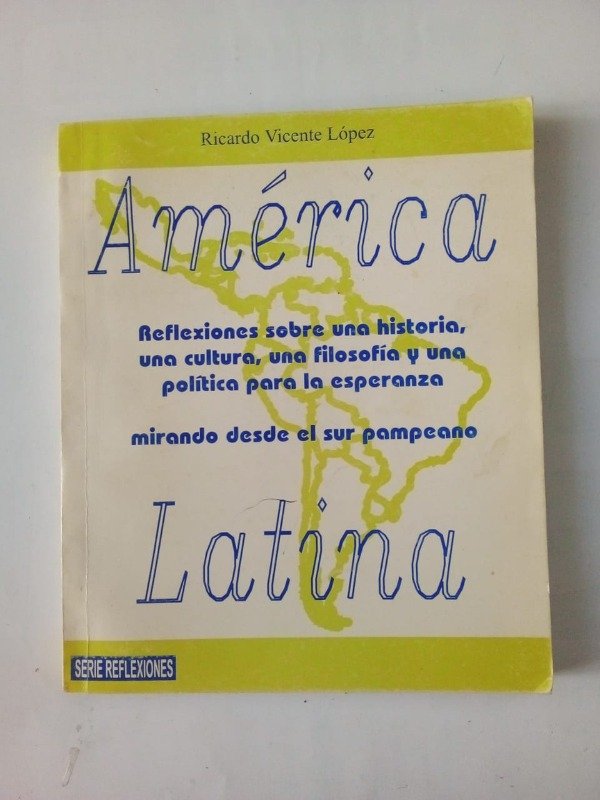 Ricardo Vicente López
América
Reflexiones sobre una historia,
una cultura, una filosofía y una
política para la esperanza
mirando desde el sur pampeano
Latina
SERIE REFLEXIONES